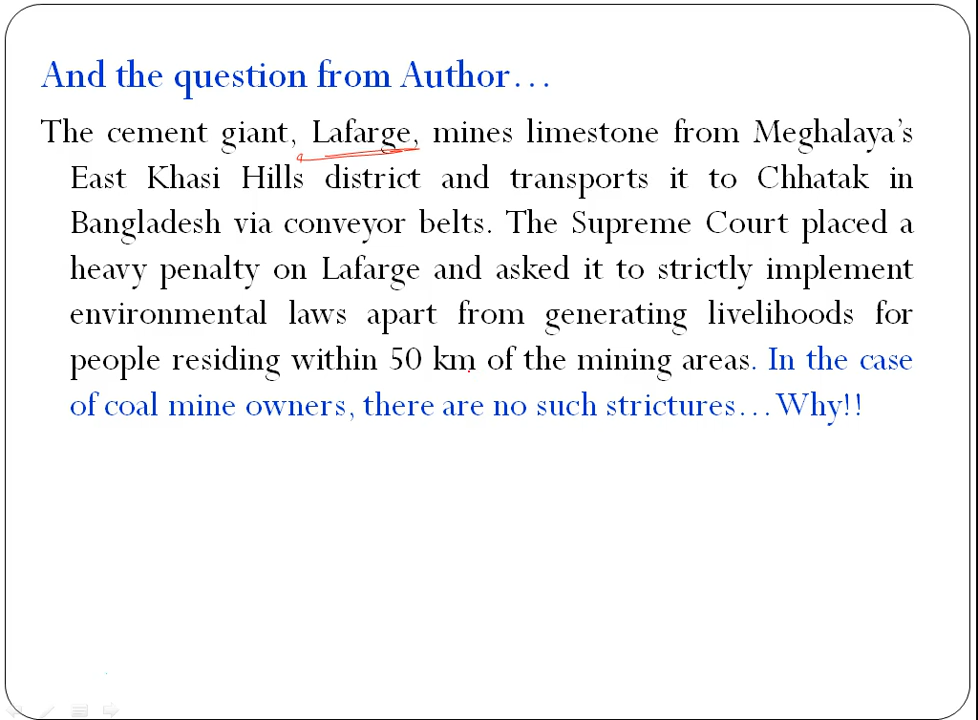 And the question from Author…
The cement giant, Lafarge, mines limestone from Meghalaya's
East Khasi Hills district and transports it to Chhatak in
Bangladesh via conveyor belts. The Supreme Court placed a
heavy penalty on Lafarge and asked it to strictly implement
environmental laws apart from generating livelihoods for
people residing within 50 km of the mining areas. In the case
of coal mine owners, there are no such strictures…Why!!